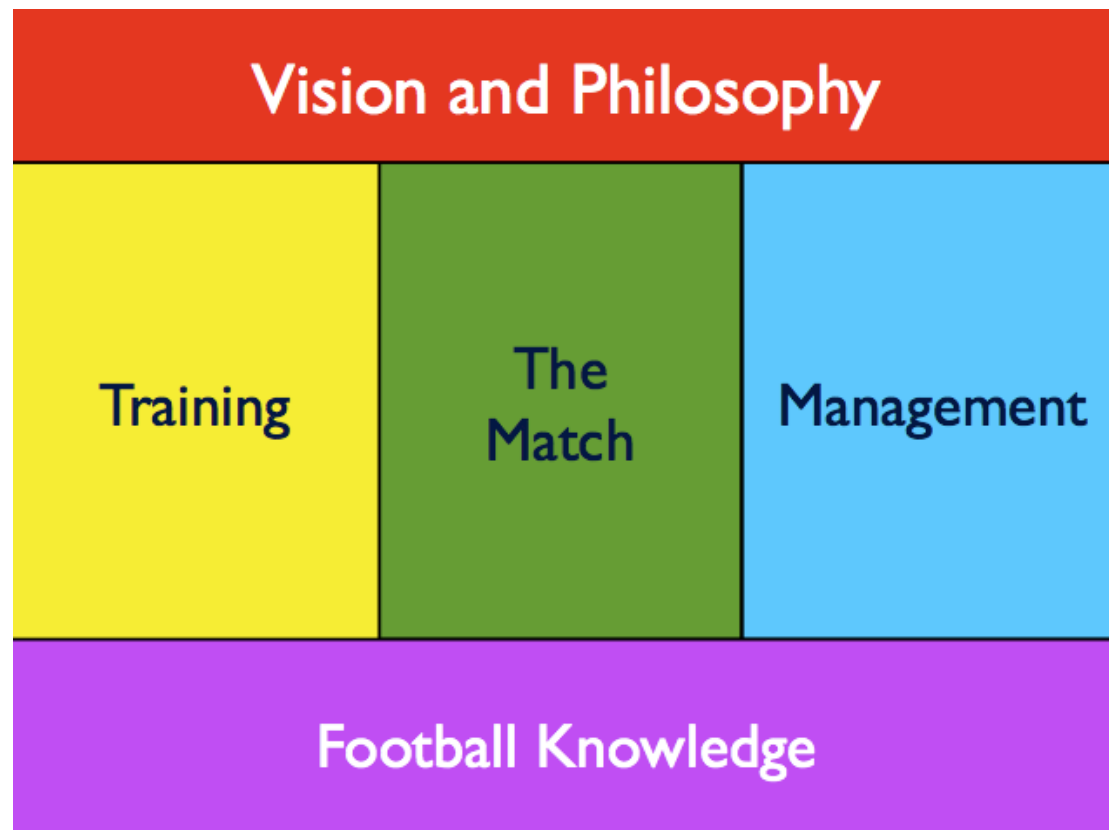 Vision and Philosophy
Training
The
Match
Management
Football Knowledge